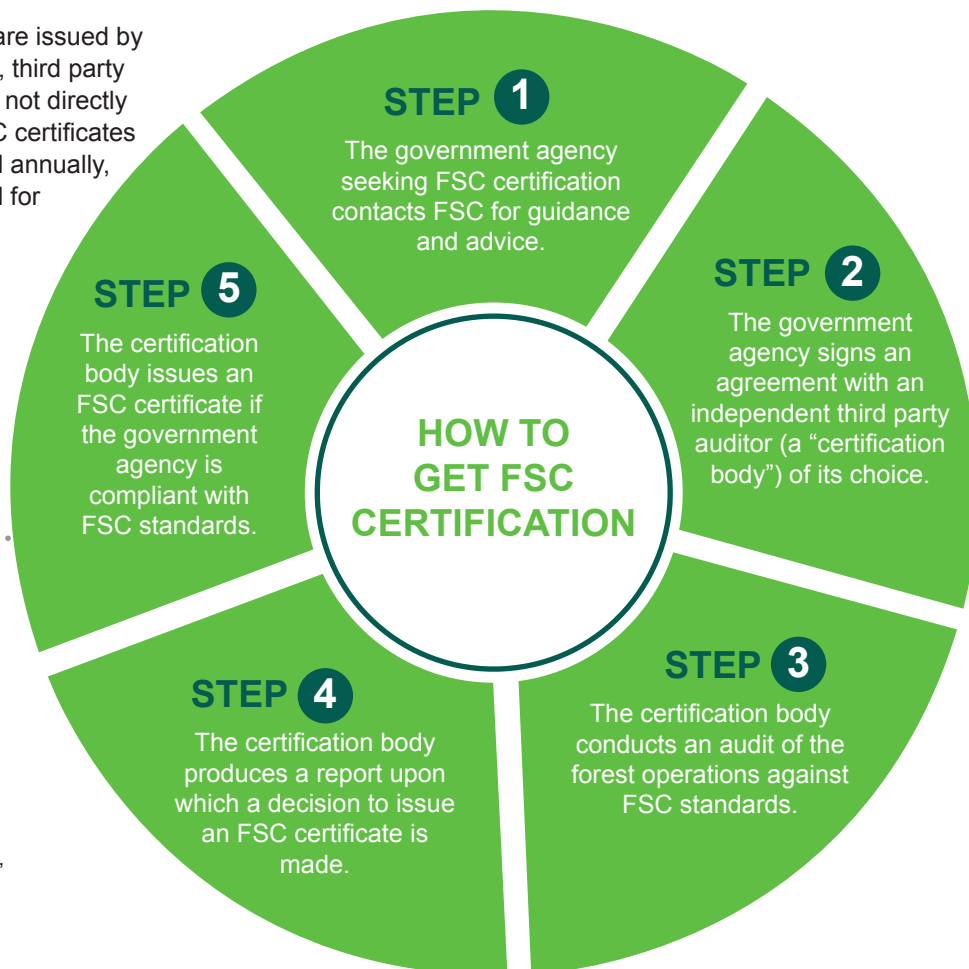 are issued by
, third party
not directly
C certificates
annually,
for
STEP 1
The government agency
seeking FSC certification
contacts FSC for guidance
and advice.
STEP 2
The government
agency signs an
agreement with an
independent third party
auditor (a “certification
body”) of its choice.
STEP 3
The certification body
conducts an audit of the
forest operations against
FSC standards.
STEP 4
The certification body
produces a report upon
which a decision to issue
an FSC certificate is
made.
STEP 5
The certification
body issues an
FSC certificate if
the government
agency is
compliant with
FSC standards.
HOW TO
GET FSC
CERTIFICATION